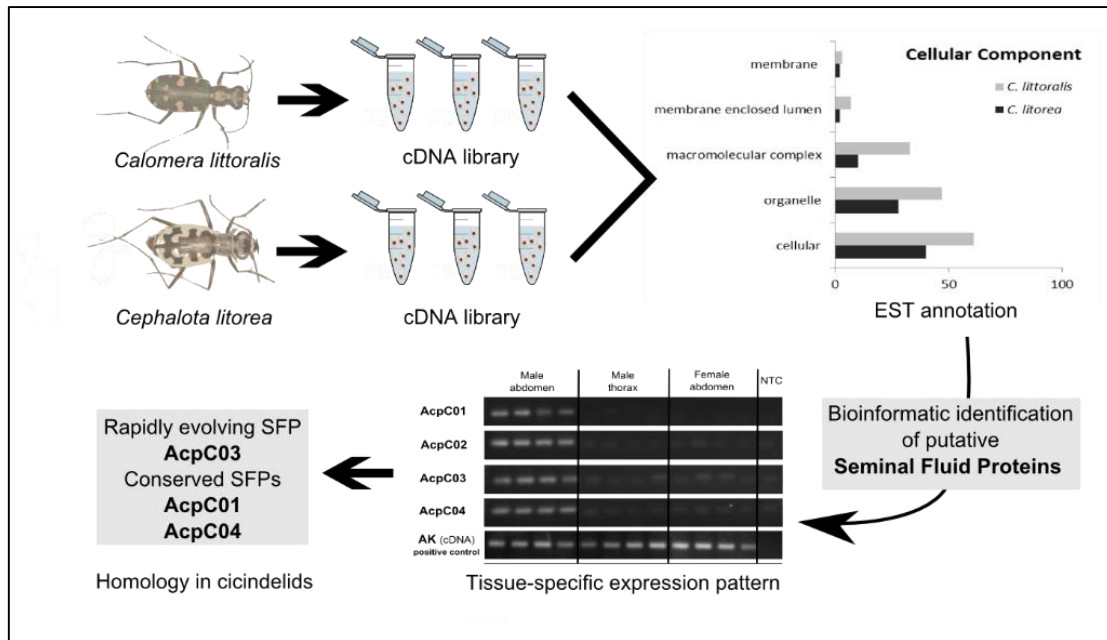 Calomera littoralis
cDNA library
Cephalota litorea
cDNA library
Cellular Component
C. littoralis
C. litorea
membrane
membrane enclosed lumen
macromolecular complex
organelle
cellular
0
50
100
EST annotation
Bioinformatic identification
of putative
Seminal Fluid Proteins
Male
abdomen
Male
thorax
Female
abdomen
NTC
AcpC01
AcpC02
AcpC03
AcpC04
AK (cDNA)
positive control
Tissue-specific expression pattern
Rapidly evolving SFP
AcpC03
Conserved SFPs
AcpC01
AcpC04
Homology in cicindelids